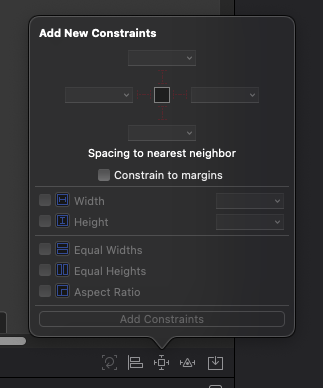 Add New Constraints
Spacing to nearest neighbor
Constrain to margins
Width
Height
Equal Widths
Equal Heights
Aspect Ratio
Add Constraints